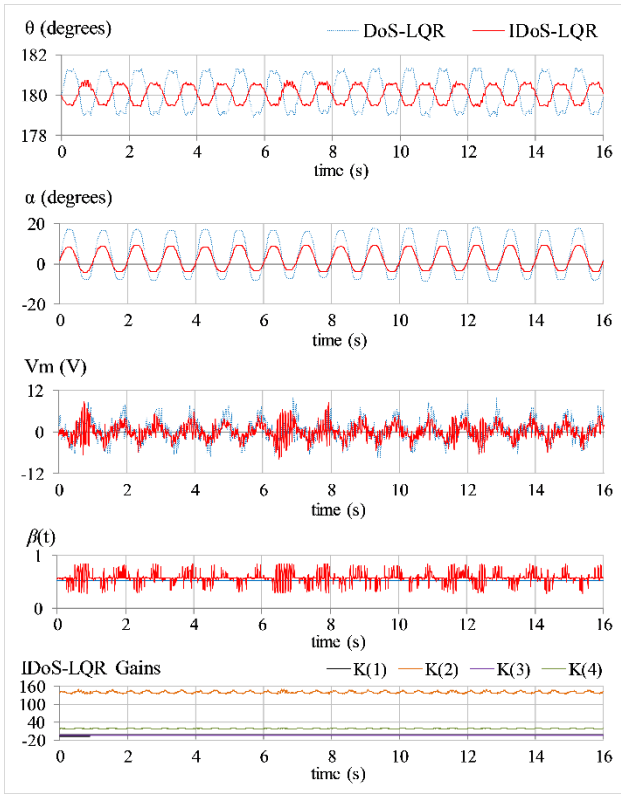 θ (degrees)
DoS-LQR
IDoS-LQR
182
180
178
0 2 4 6 8 10 12 14 16
time (s)
α (degrees)
20
0
-20
0 2 4 6 8 10 12 14 16
time (s)
Vm (V)
12
0
-12
0 2 4 6 8 10 12 14 16
time (s)
β(t)
1
0
0 2 4 6 8 10 12 14 16
time (s)
IDoS-LQR Gains
K(1) K(2) K(3) K(4)
160
100
40
-20
0 2 4 6 8 10 12 14 16
time (s)